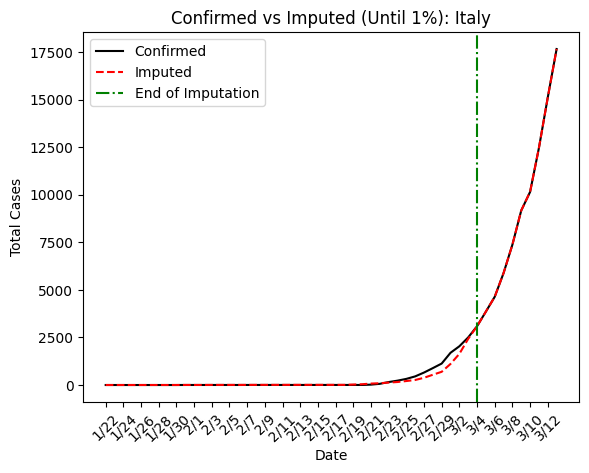 Confirmed vs Imputed (Until 1%): Italy
Confirmed
Imputed
End of Imputation
Total Cases
17500
15000
12500
10000
7500
5000
2500
0
1/22 1/24 1/26 1/28 1/30 2/1 2/3 2/5 2/7 2/9 2/11 2/13 2/15 2/17 2/19 2/21 2/23 2/25 2/27 2/29 3/2 3/4 3/6 3/8 3/10 3/12
Date